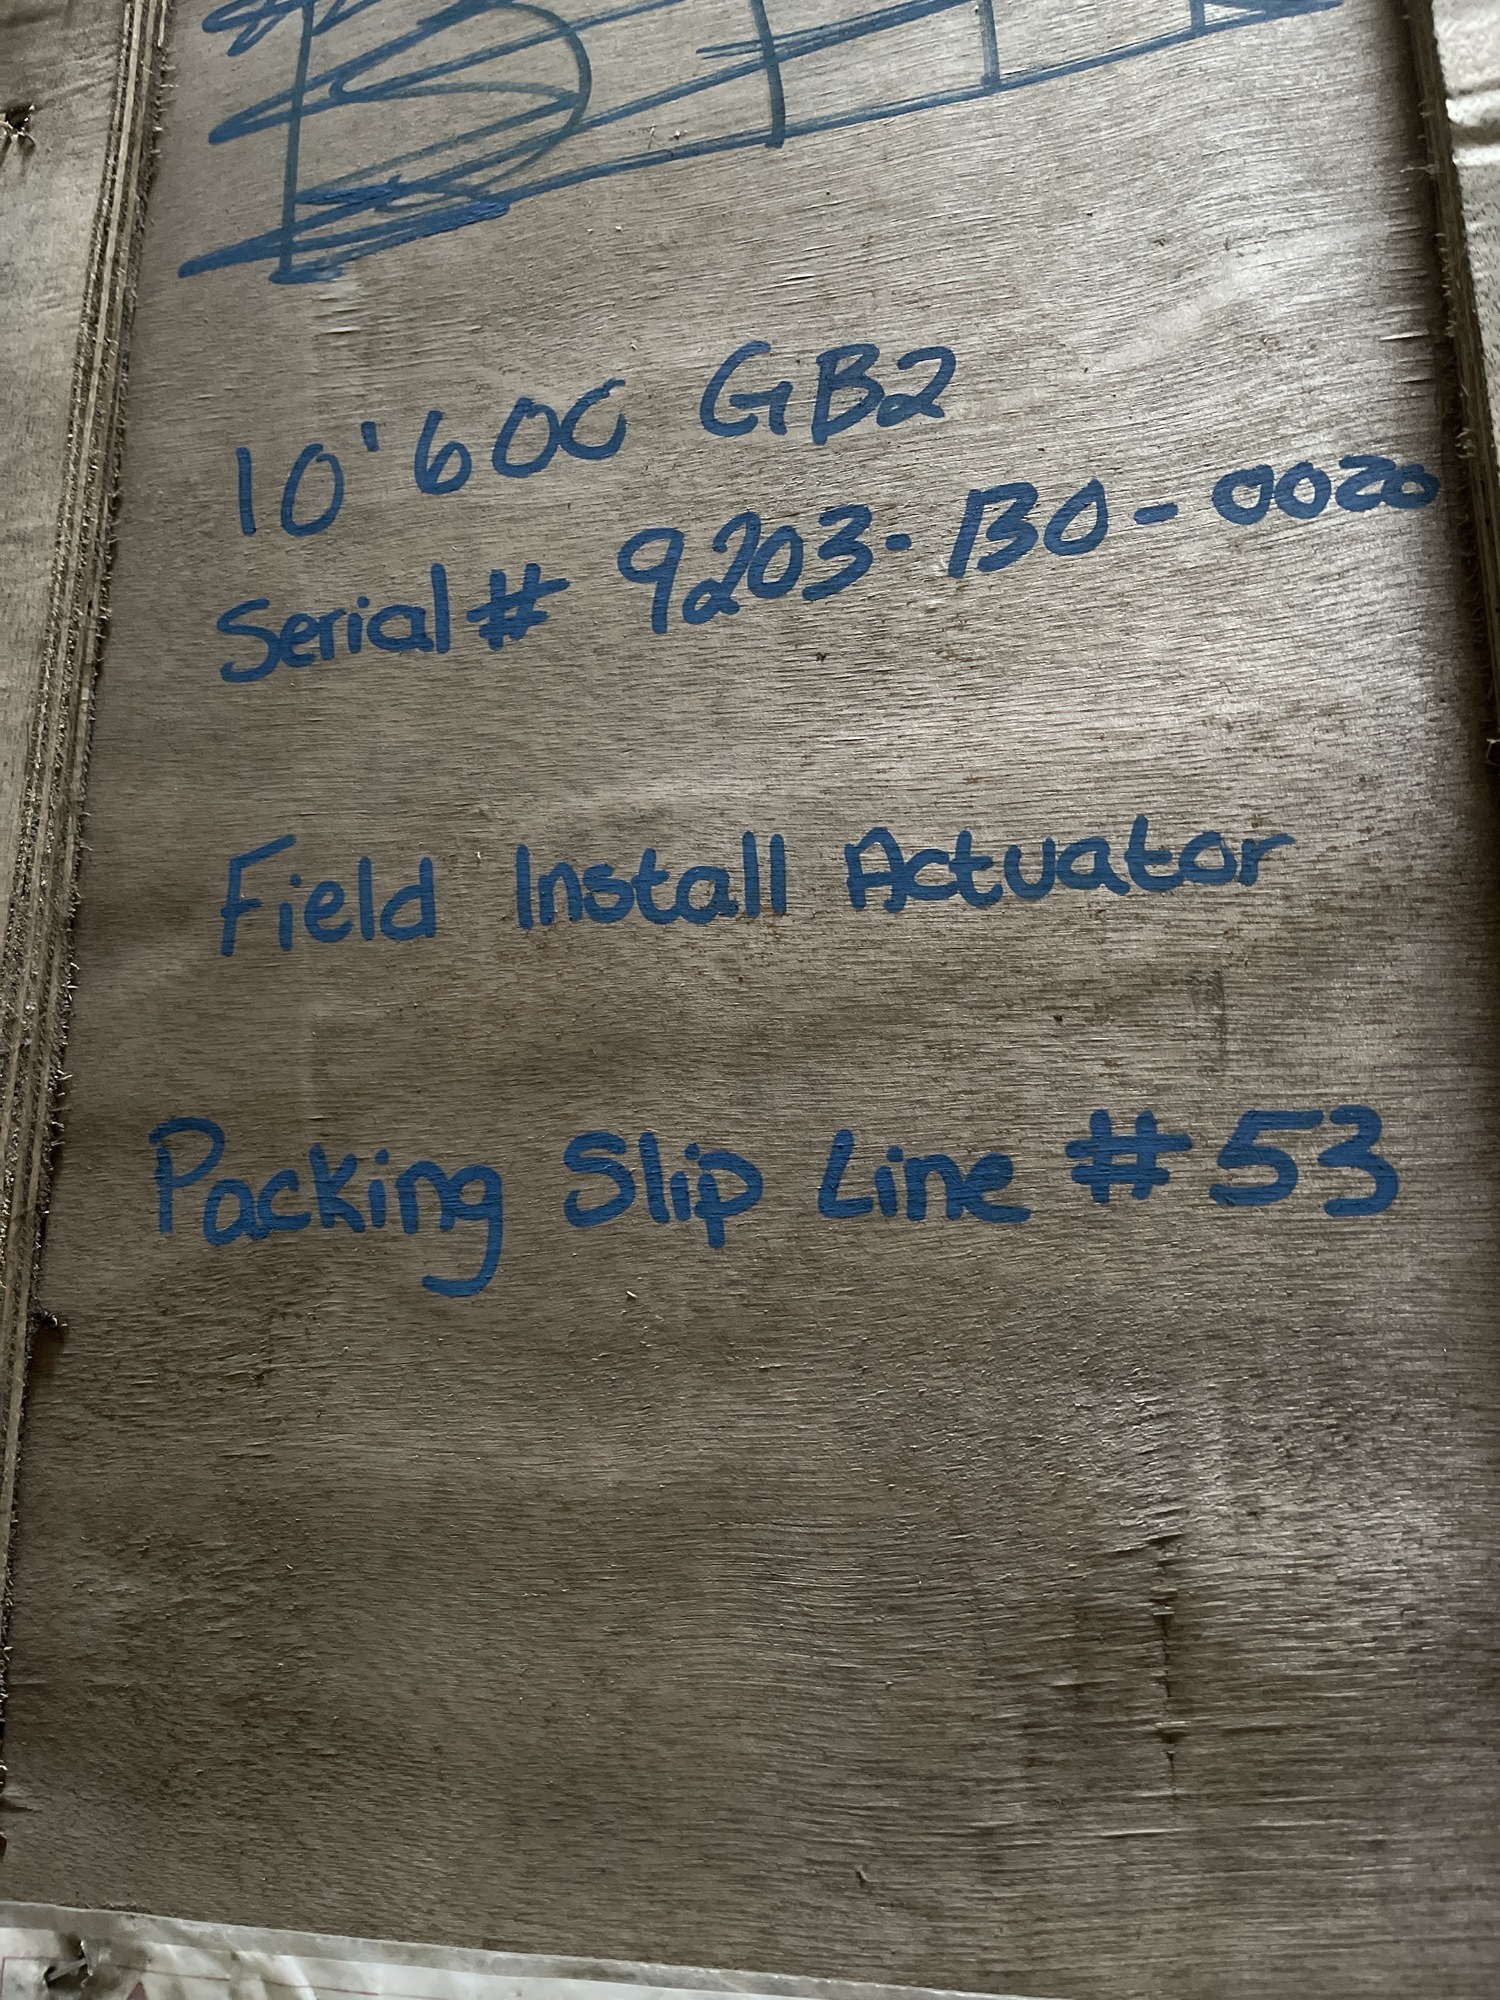 10' 600 GB2
Serial # 9203-130-0020
Field Install Actuator
Packing Slip Line #53